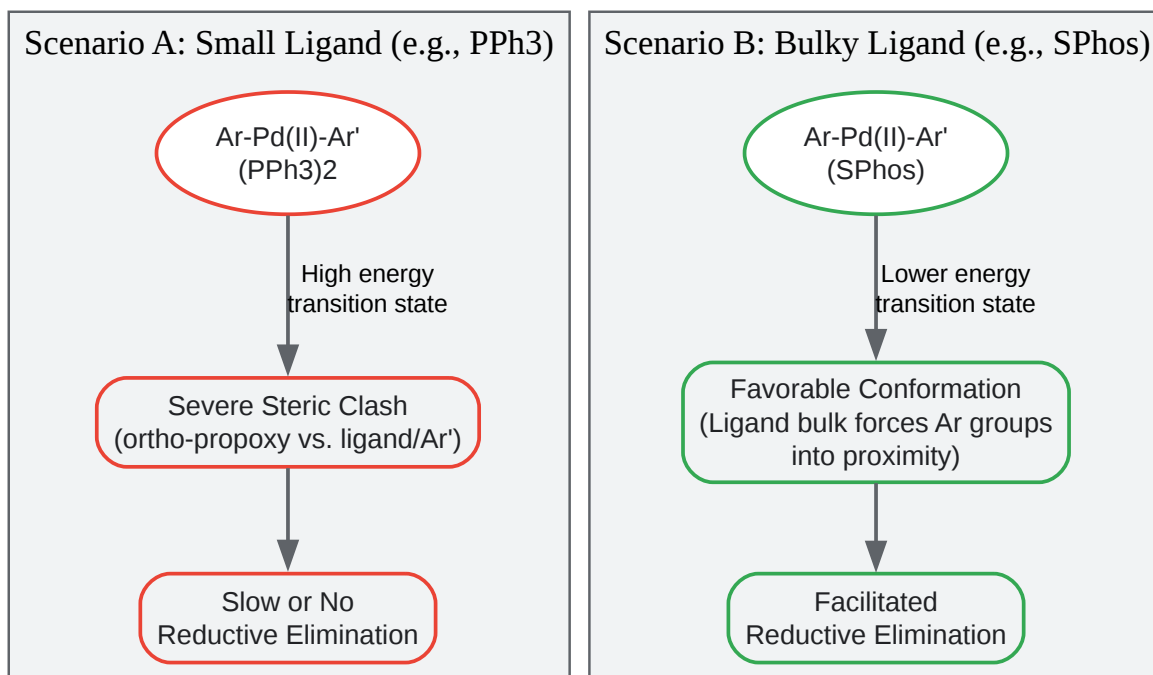 Scenario A: Small Ligand (e.g., PPh3)
Ar-Pd(II)-Ar'
(PPh3)2
High energy
transition state
Severe Steric Clash
(ortho-propoxy vs. ligand/Ar')
Slow or No
Reductive Elimination
Scenario B: Bulky Ligand (e.g., SPhos)
Ar-Pd(II)-Ar'
(SPhos)
Lower energy
transition state
Favorable Conformation
(Ligand bulk forces Ar groups
into proximity)
Facilitated
Reductive Elimination